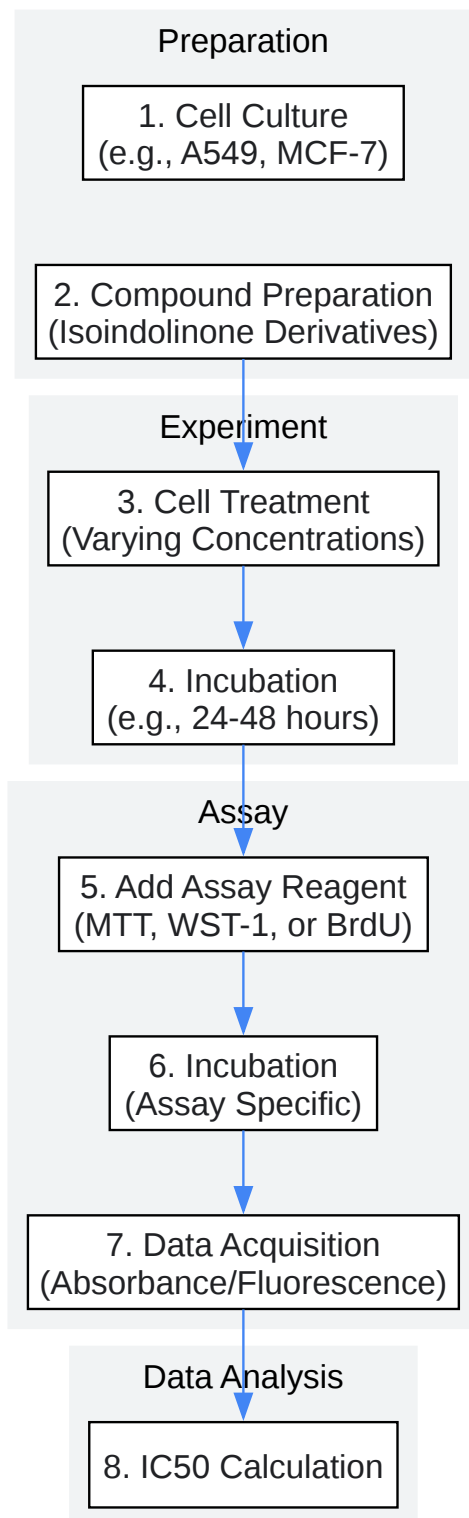 Preparation
1. Cell Culture
(e.g., A549, MCF-7)
2. Compound Preparation
(Isoindolinone Derivatives)
Experiment
3. Cell Treatment
(Varying Concentrations)
4. Incubation
(e.g., 24-48 hours)
Assay
5. Add Assay Reagent
(MTT, WST-1, or BrdU)
6. Incubation
(Assay Specific)
7. Data Acquisition
(Absorbance/Fluorescence)
Data Analysis
8. IC50 Calculation